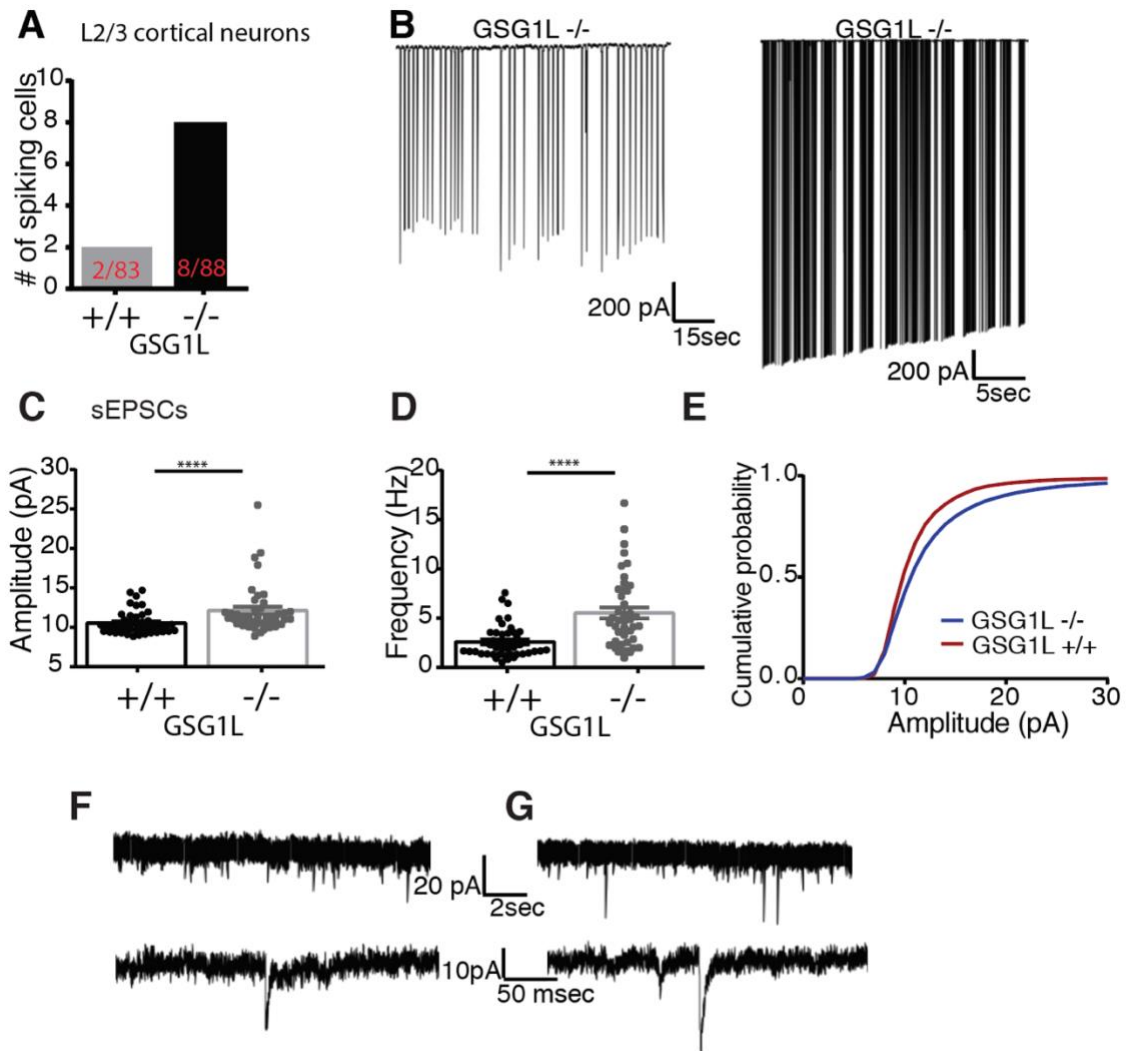 A
L2/3 cortical neurons
# of spiking cells
10
8
6
4
2
0
2/83
8/88
+/+
-/-
GSG1L
B
GSG1L -/-
200 pA
15sec
GSG1L -/-
200 pA
5sec
C
sEPSCs
Amplitude (pA)
30
25
20
15
10
5
****
+/+
-/-
GSG1L
D
Frequency (Hz)
20
15
10
5
0
****
+/+
-/-
GSG1L
E
Cumulative probability
1.0
0.5
0.0
GSG1L -/-
GSG1L +/+
0
10
20
30
Amplitude (pA)
F
G
20 pA
2sec
10pA
50 msec